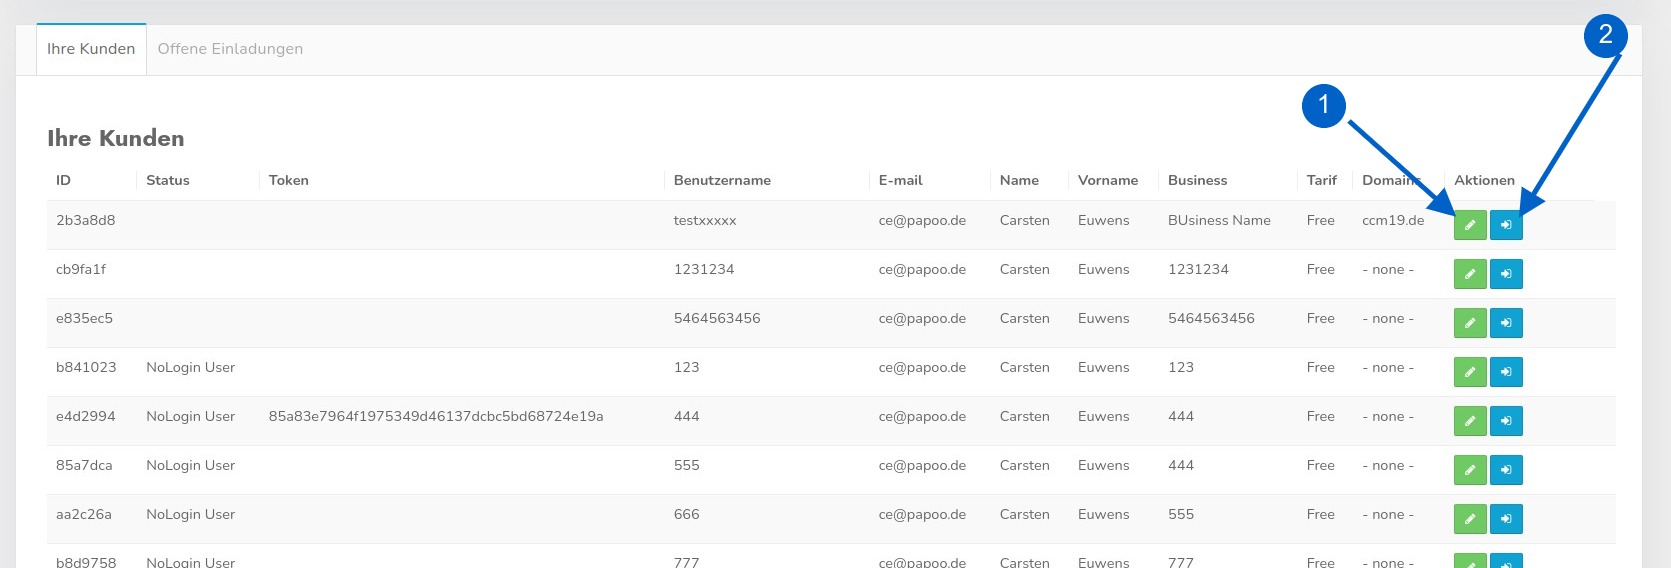 Ihre Kunden Offene Einladungen
2
1
Ihre Kunden
ID Status Token Benutzername E-mail Name Vorname Business Tarif Domains Aktionen
2b3a8d8 testxxxxx ce@papoo.de Carsten Euwens BUsiness Name Free ccm19.de
cb9fa1f 1231234 ce@papoo.de Carsten Euwens 1231234 Free - none -
e835ec5 5464563456 ce@papoo.de Carsten Euwens 5464563456 Free - none -
b841023 NoLogin User 123 ce@papoo.de Carsten Euwens 123 Free - none -
e4d2994 NoLogin User 85a83e7964f1975349d46137dcbc5bd68724e19a 444 ce@papoo.de Carsten Euwens 444 Free - none -
85a7dca NoLogin User 555 ce@papoo.de Carsten Euwens 444 Free - none -
aa2c26a NoLogin User 666 ce@papoo.de Carsten Euwens 555 Free - none -
b8d9758 NoLogin User 777 ce@papoo.de Carsten Euwens 777 Free - none -